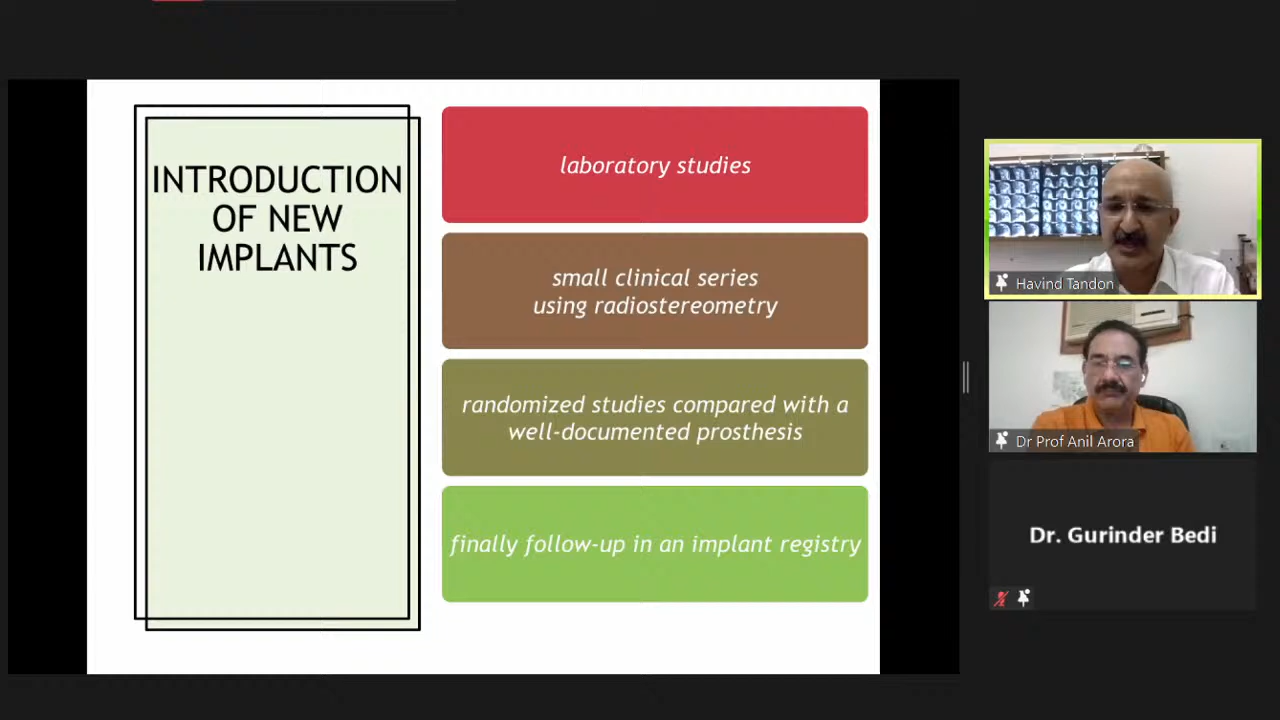 INTRODUCTION
OF NEW
IMPLANTS
laboratory studies
small clinical series
using radiostereometry
randomized studies compared with a
well-documented prosthesis
finally follow-up in an implant registry
Havind Tandon
Dr Prof Anil Arora
Dr. Gurinder Bedi